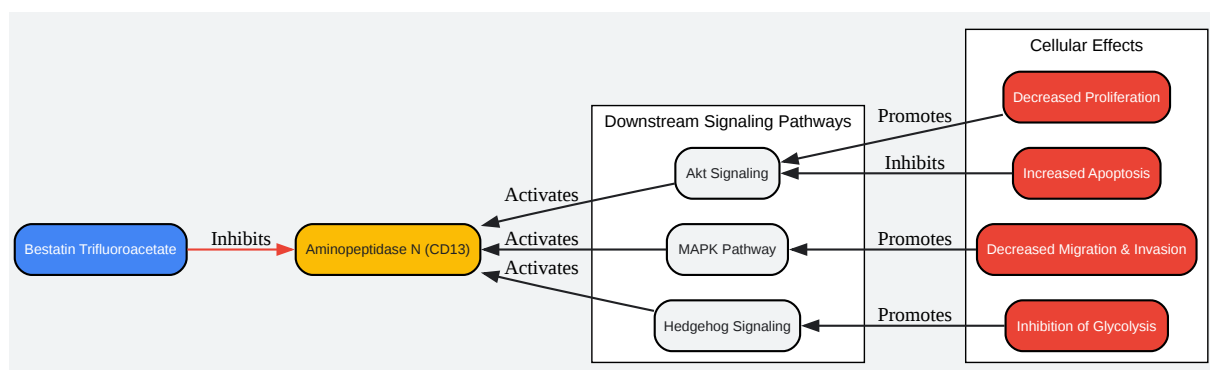 Cellular Effects
Decreased Proliferation
Promotes
Downstream Signaling Pathways
Inhibits
Akt Signaling
Increased Apoptosis
Activates
Bestatin Trifluoroacetate
Inhibits
Aminopeptidase N (CD13)
Activates
MAPK Pathway
Promotes
Decreased Migration & Invasion
Activates
Hedgehog Signaling
Promotes
Inhibition of Glycolysis